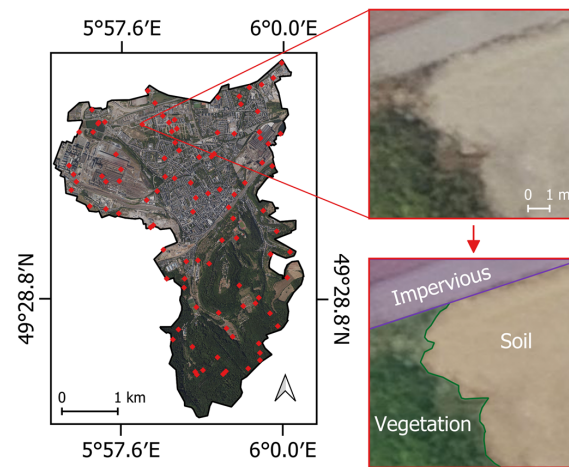 5°57.6'E
6°0.0'E
49°28.8'N
49°28.8'N
0 1 km
5°57.6'E
6°0.0'E
0 1 m
Impervious
Soil
Vegetation